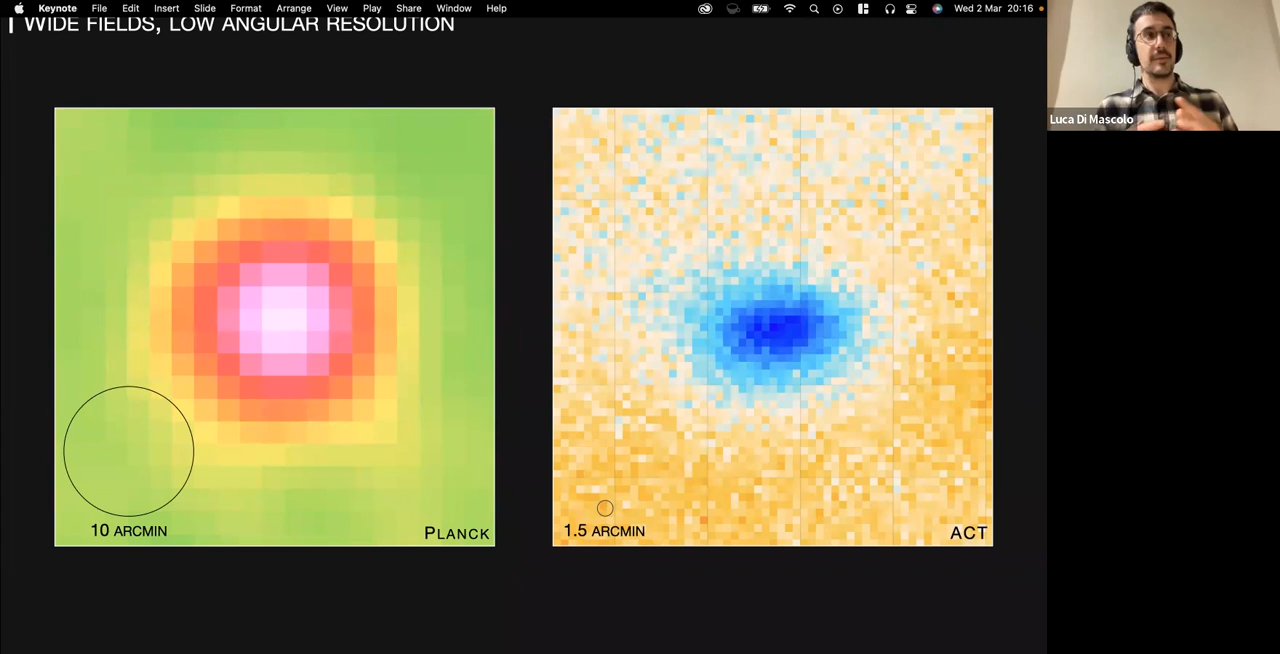 Keynote File Edit Insert Slide Format Arrange View Play Share Window Help Wed 2 Mar 20:16
| WIDE FIELDS, LOW ANGULAR RESOLUTION
Luca Di Mascolo
10 ARCMIN PLANCK
1.5 ARCMIN ACT